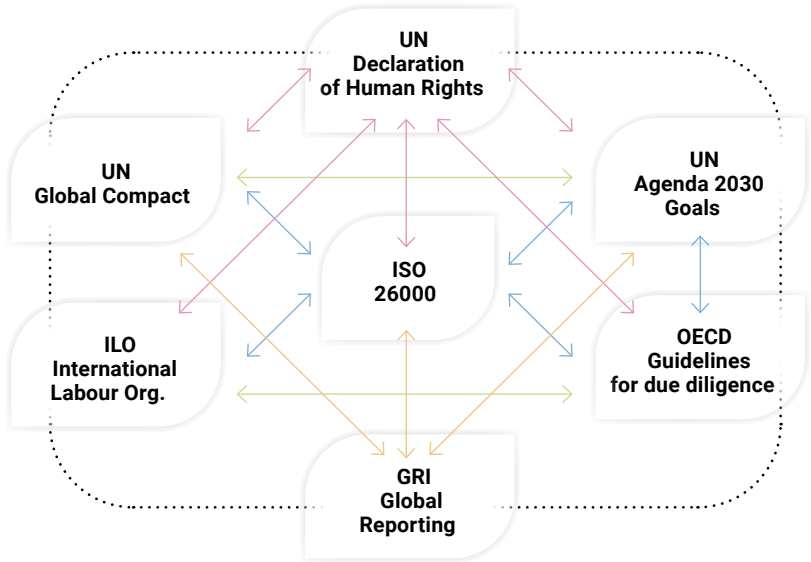 UN
Declaration
of Human Rights
UN
Global Compact
UN
Agenda 2030
Goals
ISO
26000
ILO
International
Labour Org.
OECD
Guidelines
for due diligence
GRI
Global
Reporting